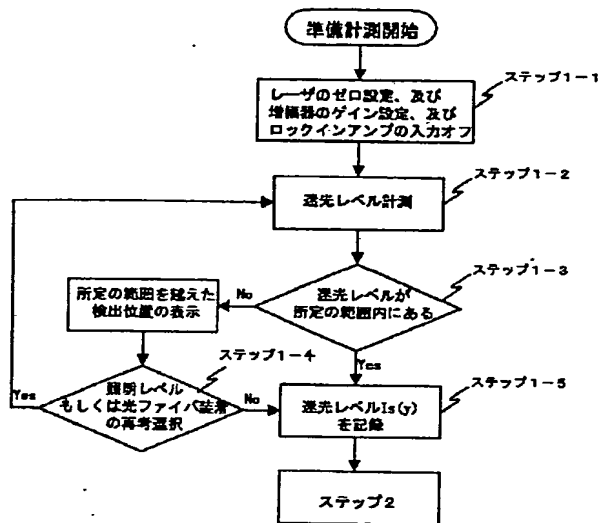 準備計測開始
ステップ1-1
レーザのゼロ設定、及び
増幅器のゲイン設定、及び
ロックインアンプの入力オフ
ステップ1-2
迷光レベル計測
ステップ1-3
迷光レベルが
所定の範囲内にある
No
所定の範囲を越えた
検出位置の表示
Yes
ステップ1-4
照明レベル
もしくは光ファイバ装着
の再考選択
Yes
No
ステップ1-5
迷光レベルIs(y)
を記録
ステップ2